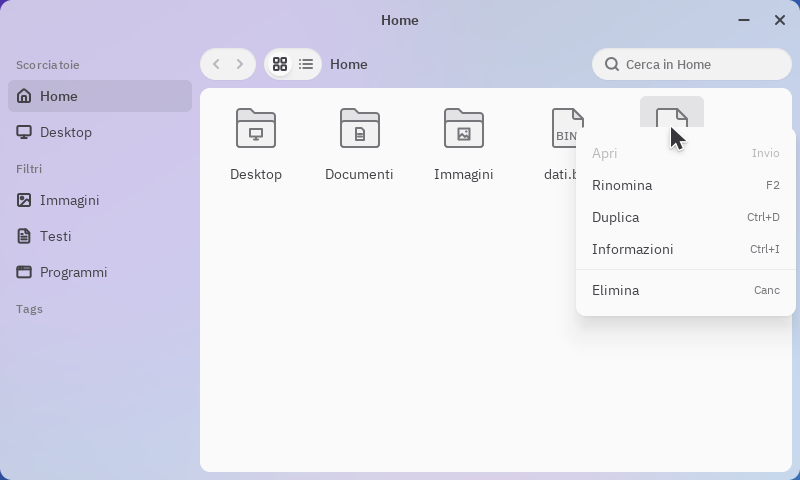 Home
Scorciatoie
Home
Desktop
Filtri
Immagini
Testi
Programmi
Tags
Home
Cerca in Home
Desktop
Documenti
Immagini
BIN
Apri Invio
Rinomina F2
Duplica Ctrl+D
Informazioni Ctrl+I
Elimina Canc